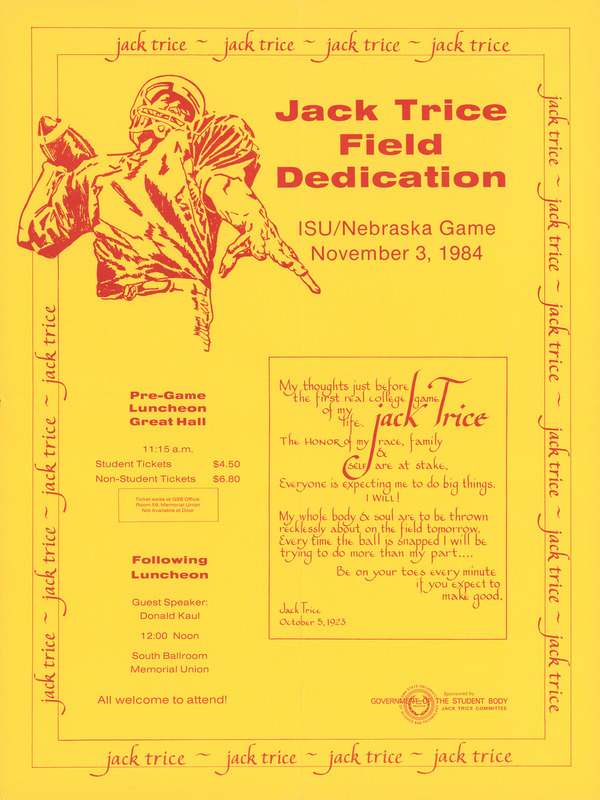 jack trice ~ jack trice ~ jack trice ~ jack trice
Jack Trice
Field
Dedication
ISU/Nebraska Game
November 3, 1984
jack trice ~ jack trice ~ jack trice ~ jack trice ~ jack trice ~ jack trice
jack trice ~ jack trice ~ jack trice ~ jack trice
Pre-Game
Luncheon
Great Hall
11:15 a.m.
Student Tickets $4.50
Non-Student Tickets $6.80
Ticket sales at GSB Office,
Room 59, Memorial Union
Not Available at Door
Following
Luncheon
Guest Speaker:
Donald Kaul
12:00 Noon
South Ballroom
Memorial Union
All welcome to attend!
My thoughts just before
the first real college game
of my
life.
jack Trice
The HONOR of my race, family
&
SELF are at stake.
Everyone is expecting me to do big things.
I WILL!
My whole body & soul are to be thrown
recklessly about on the field tomorrow.
Every time the ball is snapped I will be
trying to do more than my part....
Be on your toes every minute
if you expect to
make good.
Jack Trice
October 5, 1923
Sponsored by
GOVERNMENT OF THE STUDENT BODY
JACK TRICE COMMITTEE
jack trice ~ jack trice ~ jack trice ~ jack trice